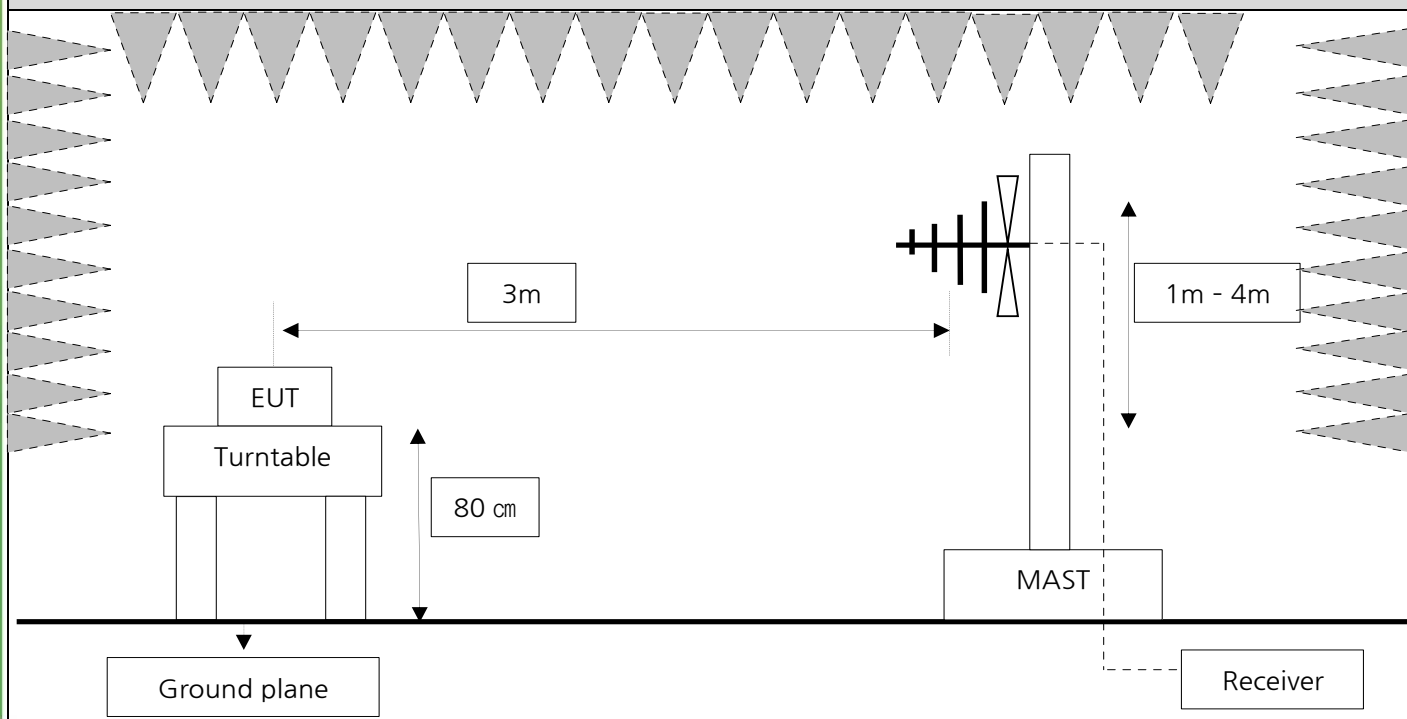 3m
1m - 4m
EUT
Turntable
80 ㎝
MAST
Ground plane
Receiver